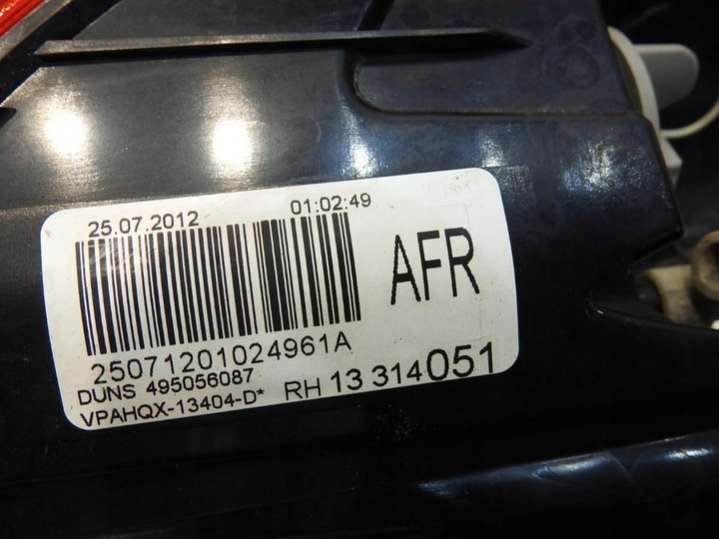 25.07.2012 01:02:49
AFR
25071201024961A
DUNS 495056087
RH 13 314051
VPAHQX-13404-D*